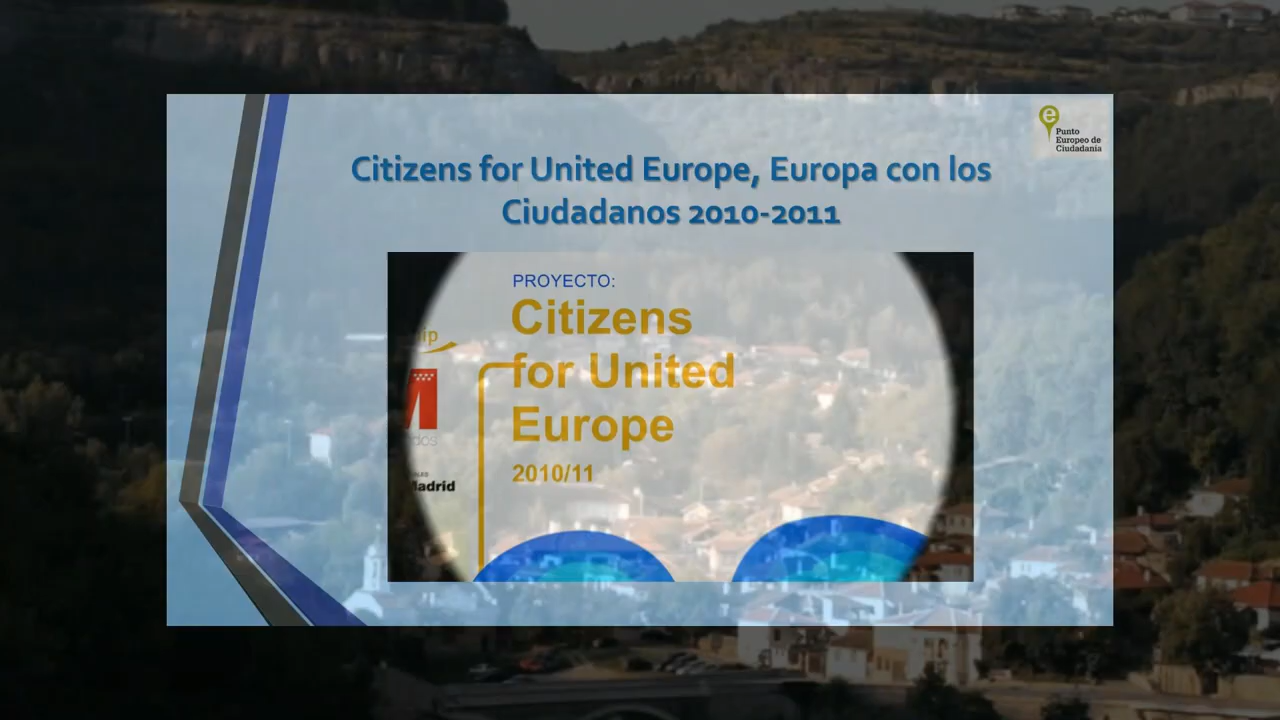 Punto
Europeo de
Ciudadanía
Citizens for United Europe, Europa con los
Ciudadanos 2010-2011
PROYECTO:
Citizens
for United
Europe
2010/11
Madrid